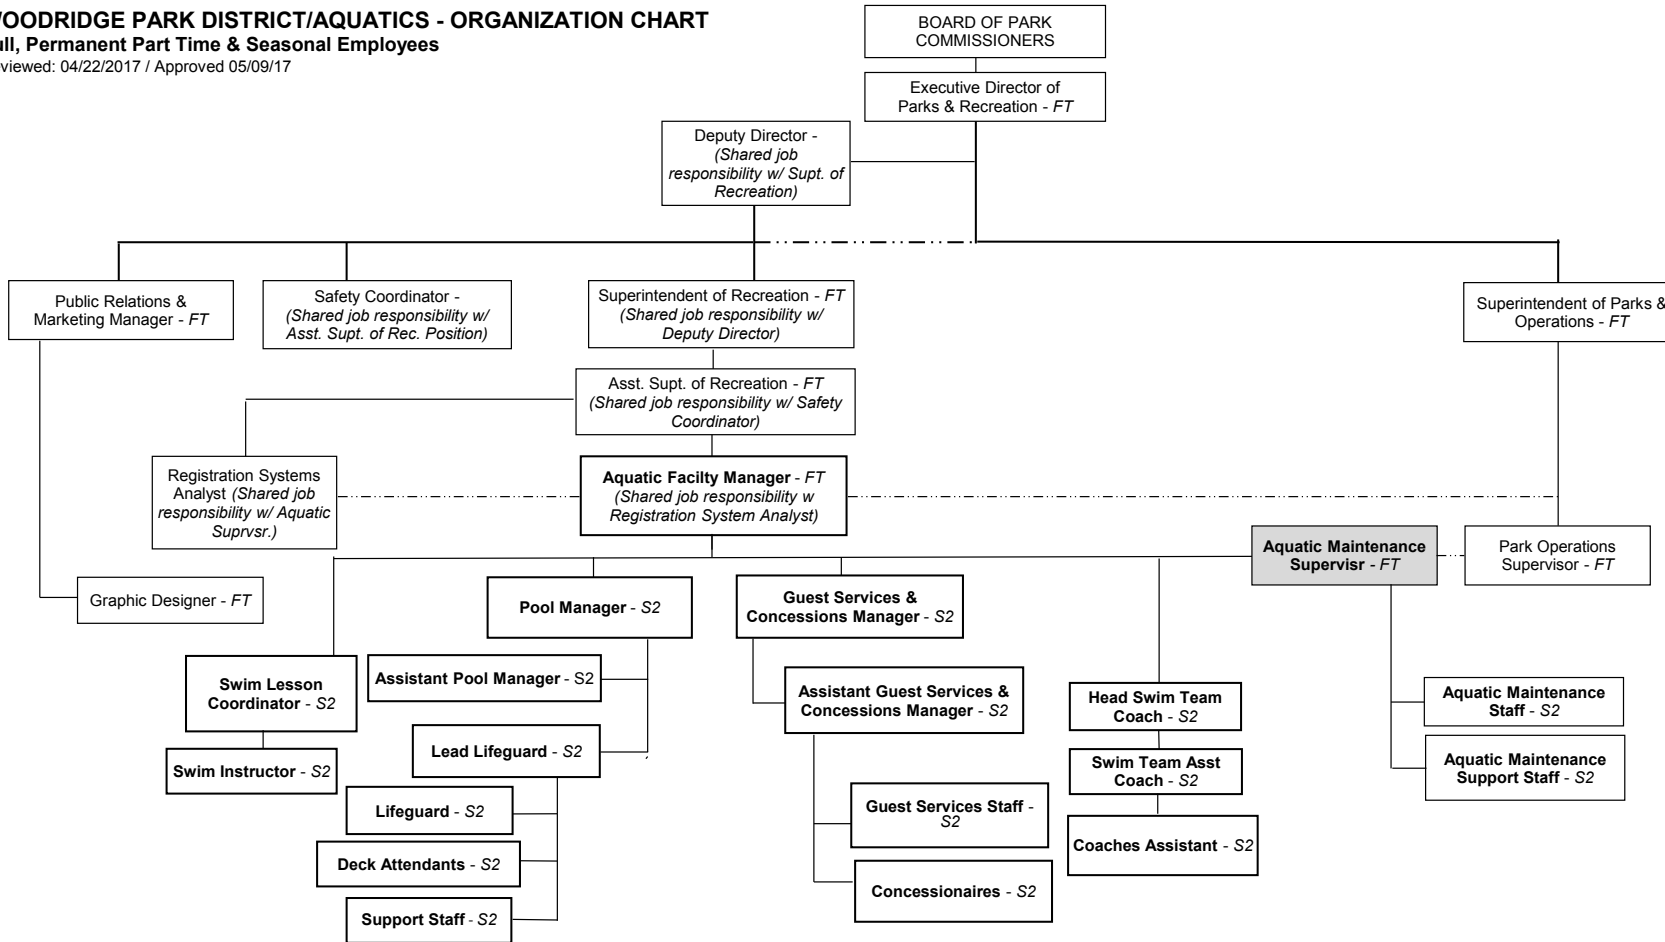 WOODRIDGE PARK DISTRICT/AQUATICS - ORGANIZATION CHART
Full, Permanent Part Time & Seasonal Employees
viewed: 04/22/2017 / Approved 05/09/17
BOARD OF PARK
COMMISSIONERS
Executive Director of
Parks & Recreation - FT
Deputy Director -
(Shared job
responsibility w/ Supt. of
Recreation)
Public Relations &
Marketing Manager - FT
Safety Coordinator -
(Shared job responsibility w/
Asst. Supt. of Rec. Position)
Superintendent of Recreation - FT
(Shared job responsibility w/
Deputy Director)
Superintendent of Parks &
Operations - FT
Asst. Supt. of Recreation - FT
(Shared job responsibility w/ Safety
Coordinator)
Registration Systems
Analyst (Shared job
responsibility w/ Aquatic
Suprvsr.)
Aquatic Facilty Manager - FT
(Shared job responsibility w
Registration System Analyst)
Aquatic Maintenance
Supervisr - FT
Park Operations
Supervisor - FT
Graphic Designer - FT
Pool Manager - S2
Guest Services &
Concessions Manager - S2
Swim Lesson
Coordinator - S2
Assistant Pool Manager - S2
Assistant Guest Services &
Concessions Manager - S2
Head Swim Team
Coach - S2
Aquatic Maintenance
Staff - S2
Swim Instructor - S2
Lead Lifeguard - S2
Swim Team Asst
Coach - S2
Aquatic Maintenance
Support Staff - S2
Lifeguard - S2
Guest Services Staff -
S2
Coaches Assistant - S2
Deck Attendants - S2
Concessionaires - S2
Support Staff - S2